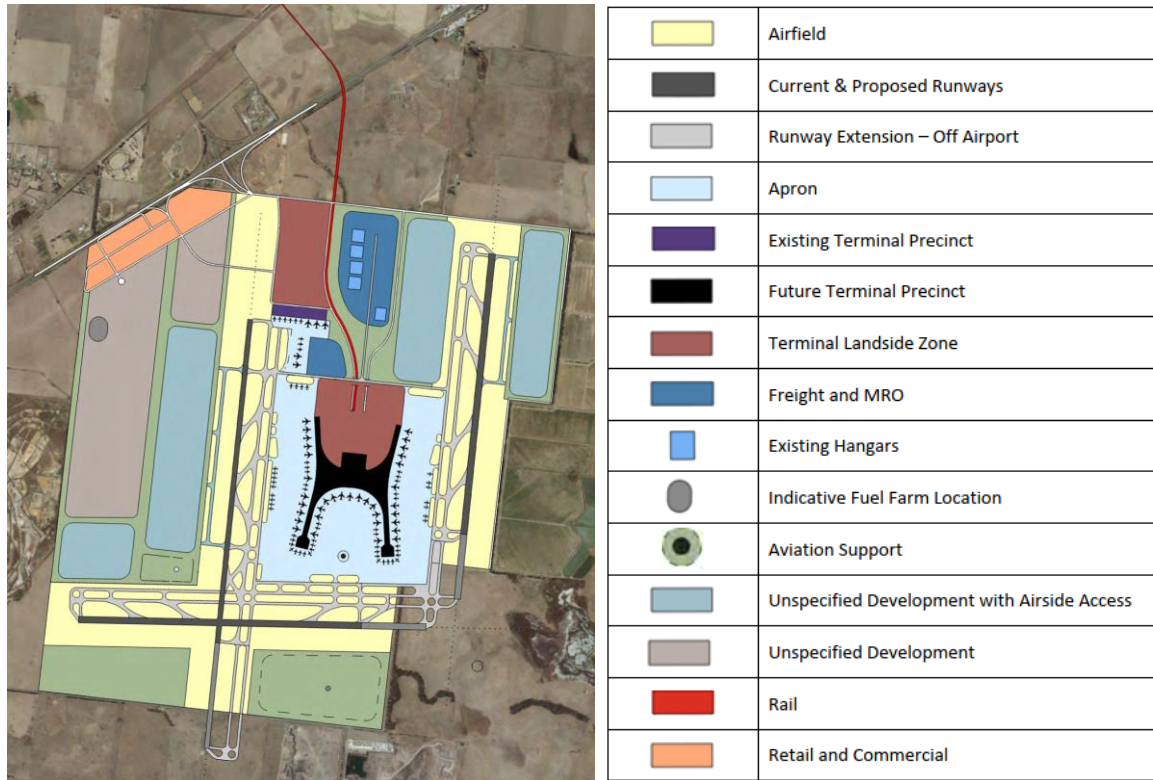 Airfield
Current & Proposed Runways
Runway Extension – Off Airport
Apron
Existing Terminal Precinct
Future Terminal Precinct
Terminal Landside Zone
Freight and MRO
Existing Hangars
Indicative Fuel Farm Location
Aviation Support
Unspecified Development with Airside Access
Unspecified Development
Rail
Retail and Commercial